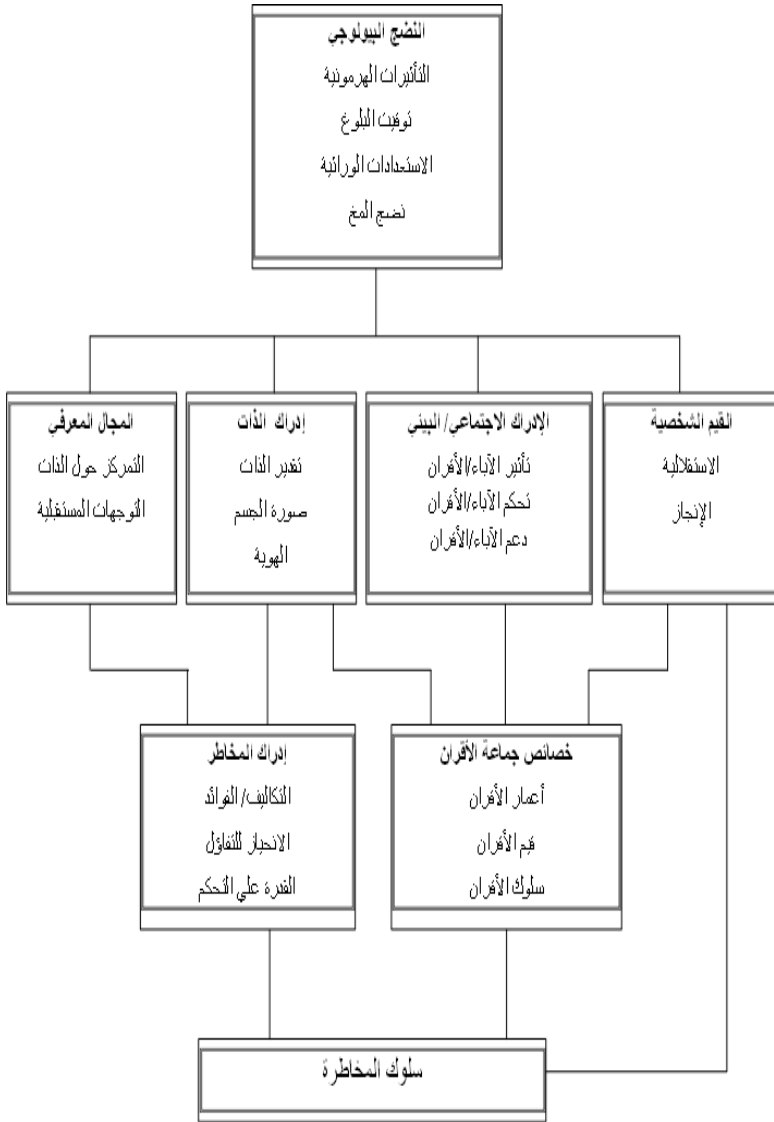 النضج البيولوجي
التأثيرات الهرمونية
توقيت البلوغ
الاستعدادات الوراثية
نضج المخ
القيم الشخصية
الاستقلالية
الإنجاز
الإدراك الاجتماعي/ البيئي
تأثير الآباء/الأقران
تحكم الآباء/الأقران
دعم الآباء/الأقران
إدراك الذات
تقدير الذات
صورة الجسم
الهوية
المجال المعرفي
التمركز حول الذات
التوجهات المستقبلية
خصائص جماعة الأقران
أعمار الأقران
قيم الأقران
سلوك الأقران
إدراك المخاطر
التكاليف/ الفوائد
الانحياز للتفاؤل
القدرة علي التحكم
سلوك المخاطرة